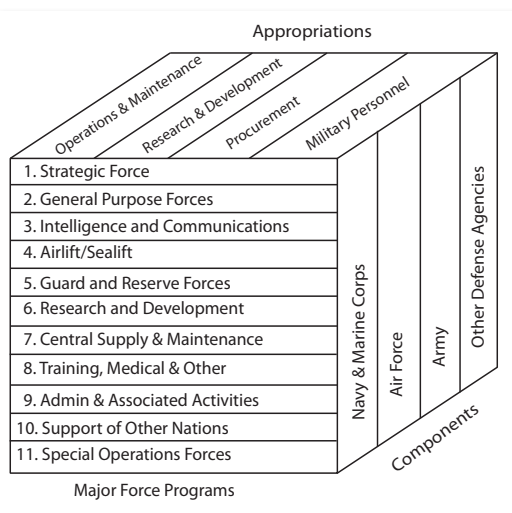 Appropriations
Operations & Maintenance
Research & Development
Procurement
Military Personnel
1. Strategic Force
2. General Purpose Forces
3. Intelligence and Communications
4. Airlift/Sealift
5. Guard and Reserve Forces
6. Research and Development
7. Central Supply & Maintenance
8. Training, Medical & Other
9. Admin & Associated Activities
10. Support of Other Nations
11. Special Operations Forces
Navy & Marine Corps
Air Force
Army
Other Defense Agencies
Components
Major Force Programs